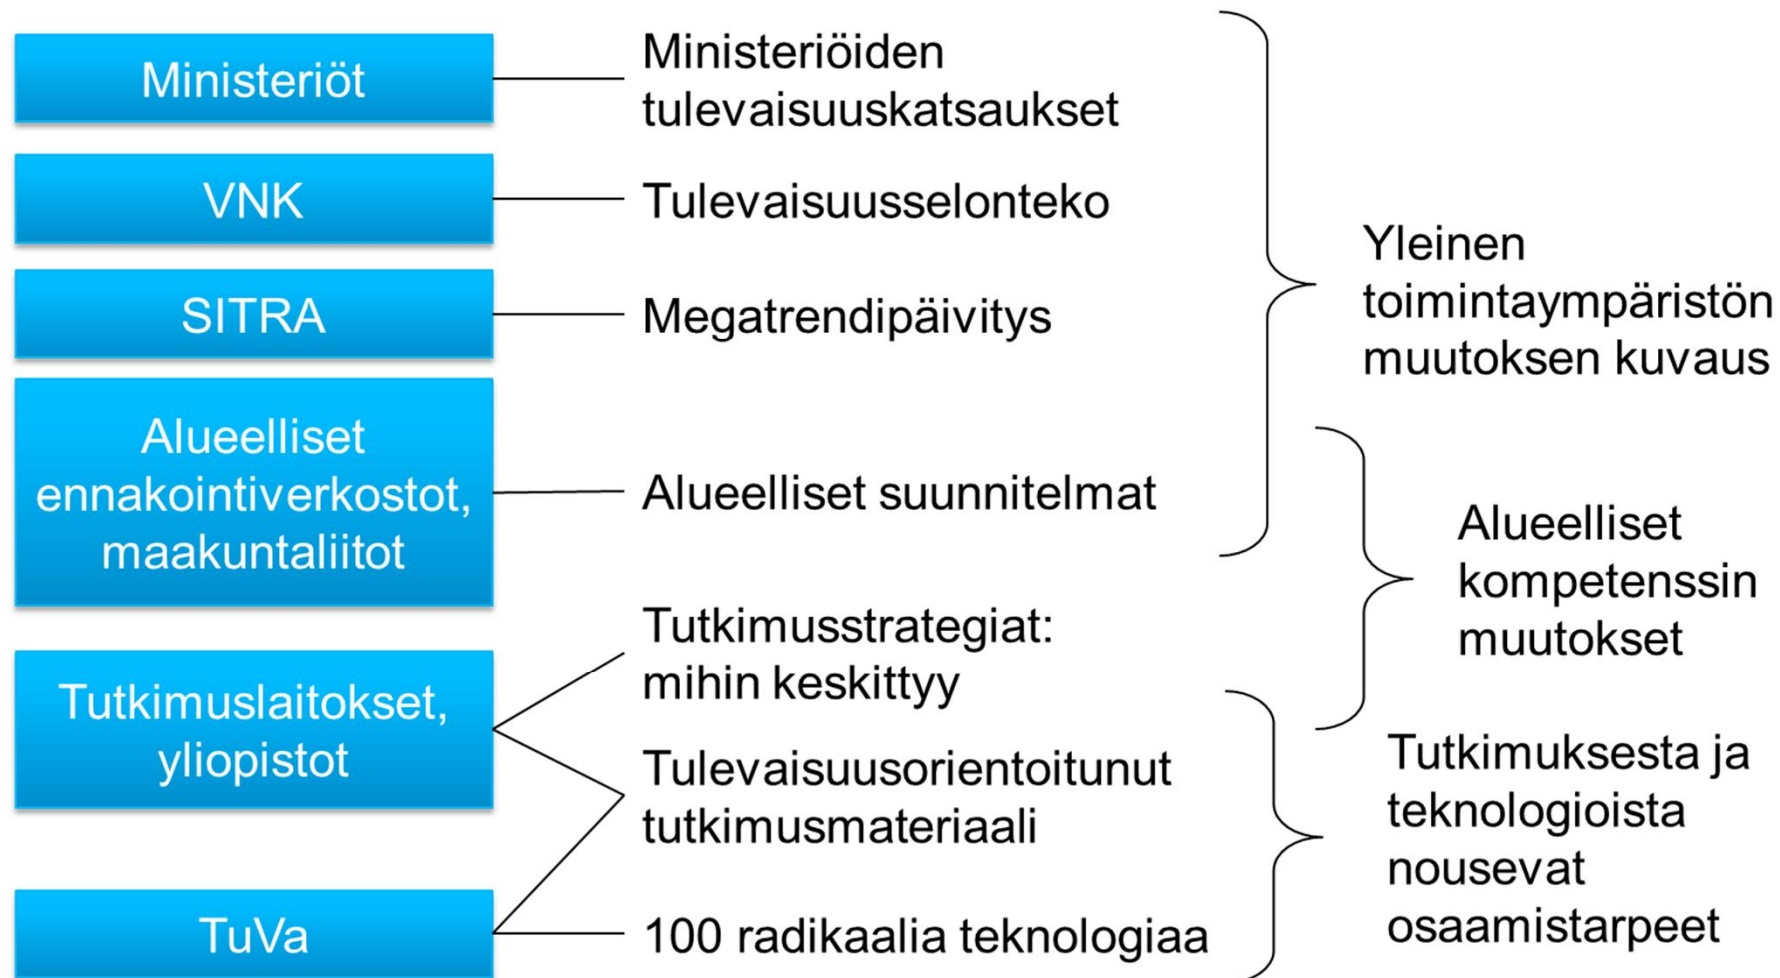 Ministeriöt
Ministeriöiden
tulevaisuuskatsaukset
VNK
Tulevaisuusselonteko
SITRA
Megatrendipäivitys
Yleinen
toimintaympäristön
muutoksen kuvaus
Alueelliset
ennakointiverkostot,
maakuntaliitot
Alueelliset suunnitelmat
Alueelliset
kompetenssin
muutokset
Tutkimuslaitokset,
yliopistot
Tutkimusstrategiat:
mihin keskittyy
Tulevaisuusorientoitunut
tutkimusmateriaali
TuVa
100 radikaalia teknologiaa
Tutkimuksesta ja
teknologioista
nousevat
osaamistarpeet